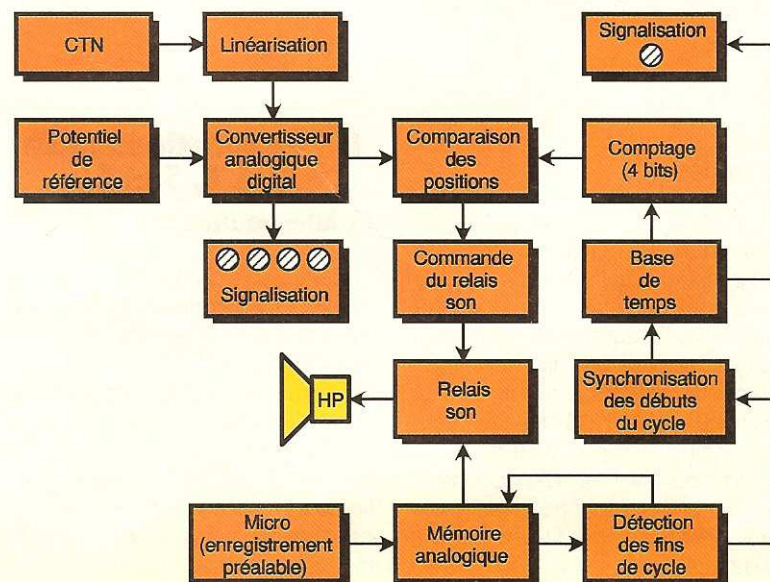 CTN
Linéarisation
Signalisation
Potentiel
de
référence
Convertisseur
analogique
digital
Comparaison
des
positions
Comptage
(4 bits)
Signalisation
Commande
du relais
son
Base
de
temps
HP
Relais
son
Synchronisation
des débuts
du cycle
Micro
(enregistrement
préalable)
Mémoire
analogique
Détection
des fins
de cycle